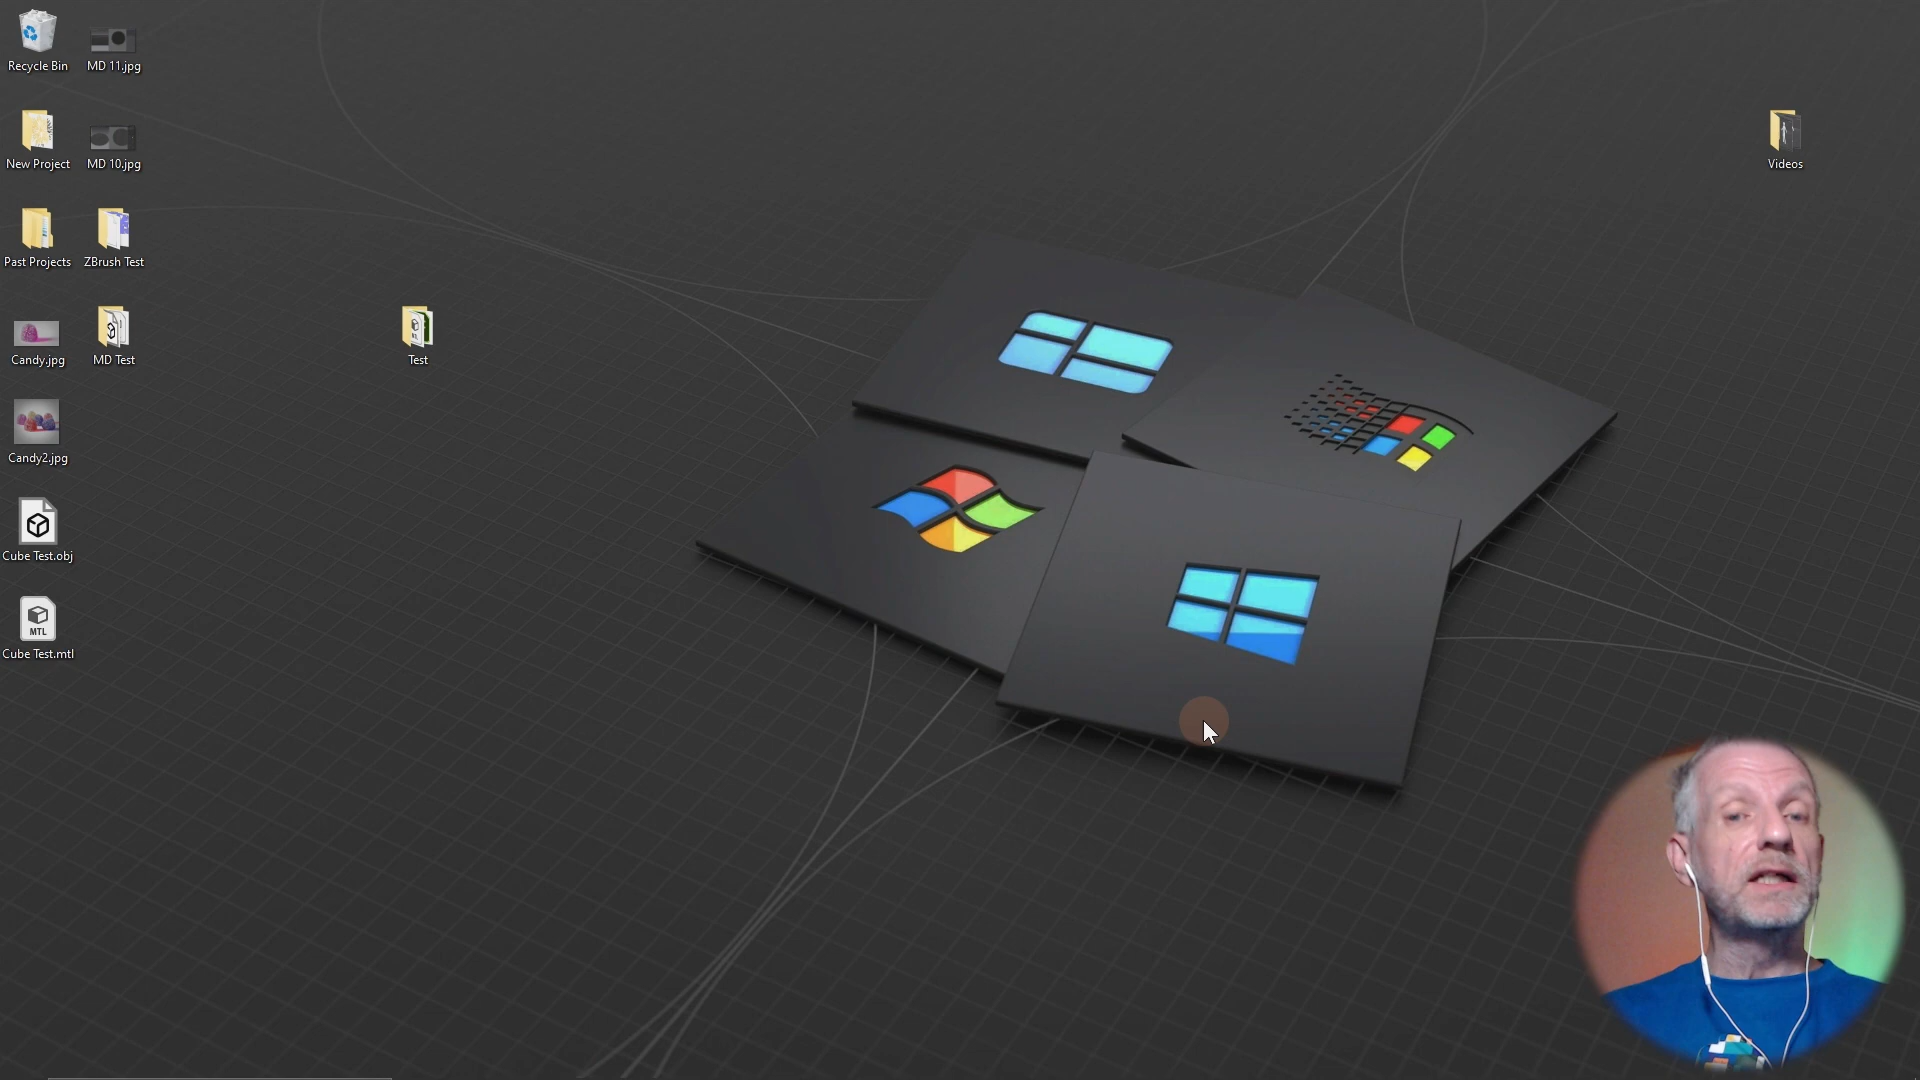 Recycle Bin
MD 11.jpg
New Project
MD 10.jpg
Videos
Past Projects
ZBrush Test
Candy.jpg
MD Test
Test
Candy2.jpg
Cube Test.obj
MTL
Cube Test.mtl